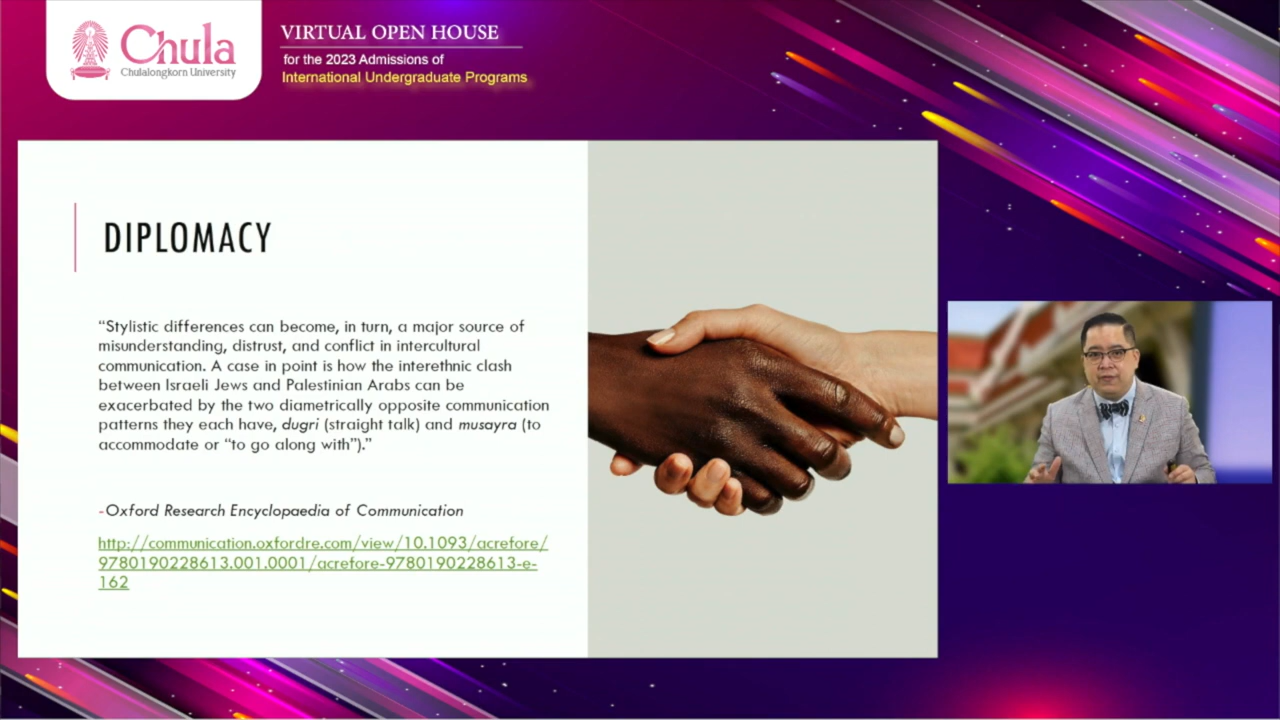 Chula
Chulalongkorn University
VIRTUAL OPEN HOUSE
for the 2023 Admissions of
International Undergraduate Programs
DIPLOMACY
“Stylistic differences can become, in turn, a major source of
misunderstanding, distrust, and conflict in intercultural
communication. A case in point is how the interethnic clash
between Israeli Jews and Palestinian Arabs can be
exacerbated by the two diametrically opposite communication
patterns they each have, dugri (straight talk) and musayra (to
accommodate or “to go along with”).”
-Oxford Research Encyclopaedia of Communication
http://communication.oxfordre.com/view/10.1093/acrefore/
9780190228613.001.0001/acrefore-9780190228613-e-
162